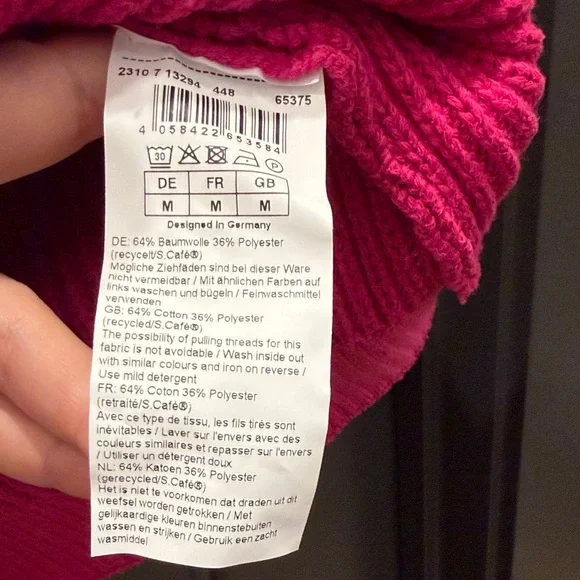 2310 7 13294 448 65375
4 058422 653584
30 P
DE FR GB
M M M
Designed In Germany
DE: 64% Baumwolle 36% Polyester
(recycelt/S.Café®)
Mögliche Ziehfäden sind bei dieser Ware
nicht vermeidbar / Mit ähnlichen Farben auf
links waschen und bügeln / Feinwaschmittel
verwenden
GB: 64% Cotton 36% Polyester
(recycled/S.Café®)
The possibility of pulling threads for this
fabric is not avoidable / Wash inside out
with similar colours and iron on reverse /
Use mild detergent
FR: 64% Coton 36% Polyester
(retraité/S.Café®)
Avec ce type de tissu, les fils tirés sont
inévitables / Laver sur l'envers avec des
couleurs similaires et repasser sur l'envers
/ Utiliser un détergent doux
NL: 64% Katoen 36% Polyester
(gerecycled/S.Café®)
Het is niet te voorkomen dat draden uit dit
weefsel worden getrokken / Met
gelijkaardige kleuren binnenstebuiten
wassen en strijken / Gebruik een zacht
wasmiddel